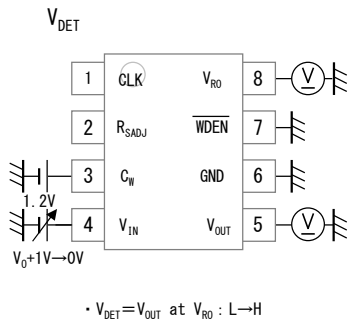 V_DET
1 CLK V_RO 8 V
2 R_SADJ WDEN 7
3 C_W GND 6
1.2V
4 V_IN V_OUT 5 V
V_O+1V→0V
・V_DET=V_OUT at V_RO : L→H